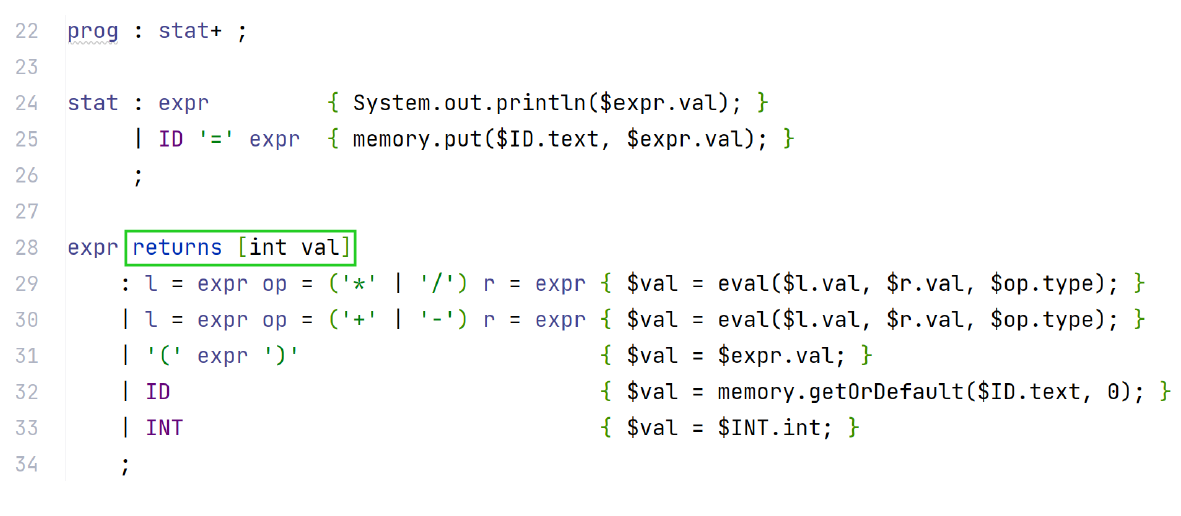 22 prog : stat+ ;
23
24 stat : expr { System.out.println($expr.val); }
25 | ID '=' expr { memory.put($ID.text, $expr.val); }
26 ;
27
28 expr returns [int val]
29 : l = expr op = ('*' | '/') r = expr { $val = eval($l.val, $r.val, $op.type); }
30 | l = expr op = ('+' | '-') r = expr { $val = eval($l.val, $r.val, $op.type); }
31 | '(' expr ')' { $val = $expr.val; }
32 | ID { $val = memory.getOrDefault($ID.text, 0); }
33 | INT { $val = $INT.int; }
34 ;